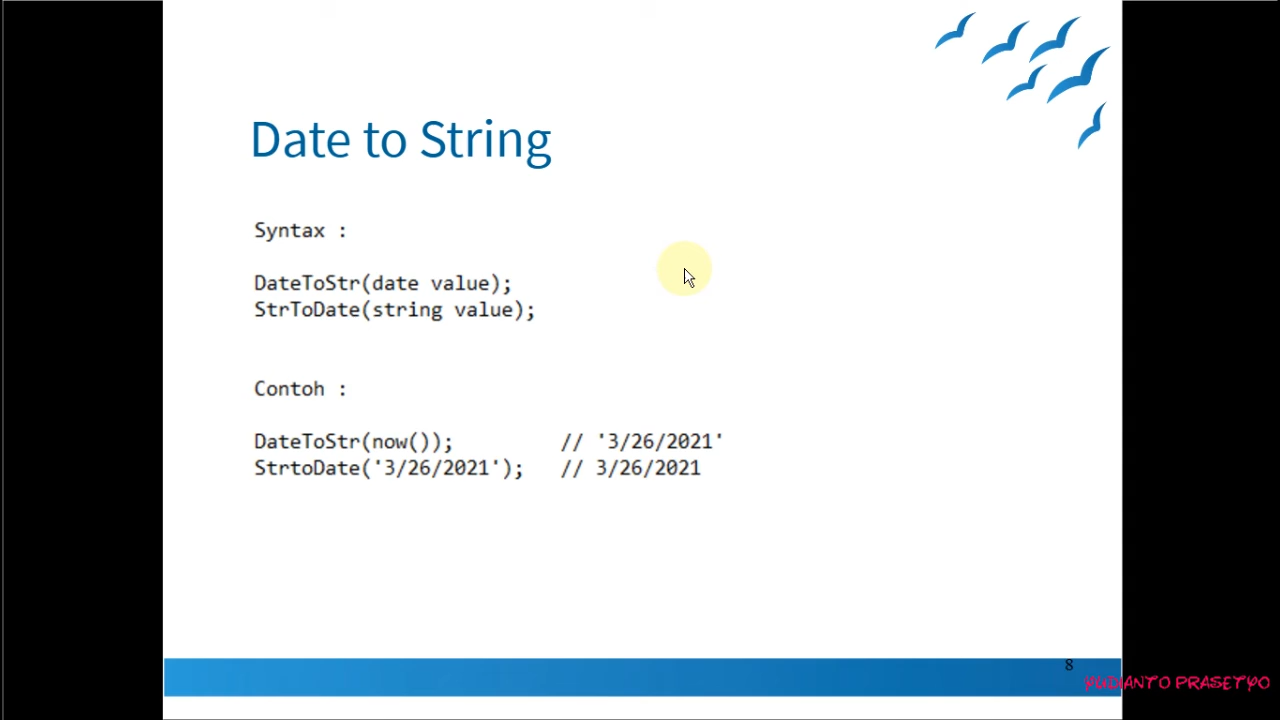 Date to String
Syntax :
DateToStr(date value);
StrToDate(string value);
Contoh :
DateToStr(now()); // '3/26/2021'
StrtoDate('3/26/2021'); // 3/26/2021
8
YUDIANTO PRASETYO